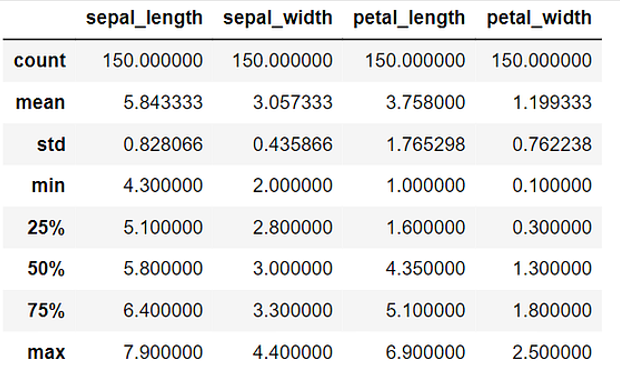 sepal_length sepal_width petal_length petal_width
count 150.000000 150.000000 150.000000 150.000000
mean 5.843333 3.057333 3.758000 1.199333
std 0.828066 0.435866 1.765298 0.762238
min 4.300000 2.000000 1.000000 0.100000
25% 5.100000 2.800000 1.600000 0.300000
50% 5.800000 3.000000 4.350000 1.300000
75% 6.400000 3.300000 5.100000 1.800000
max 7.900000 4.400000 6.900000 2.500000